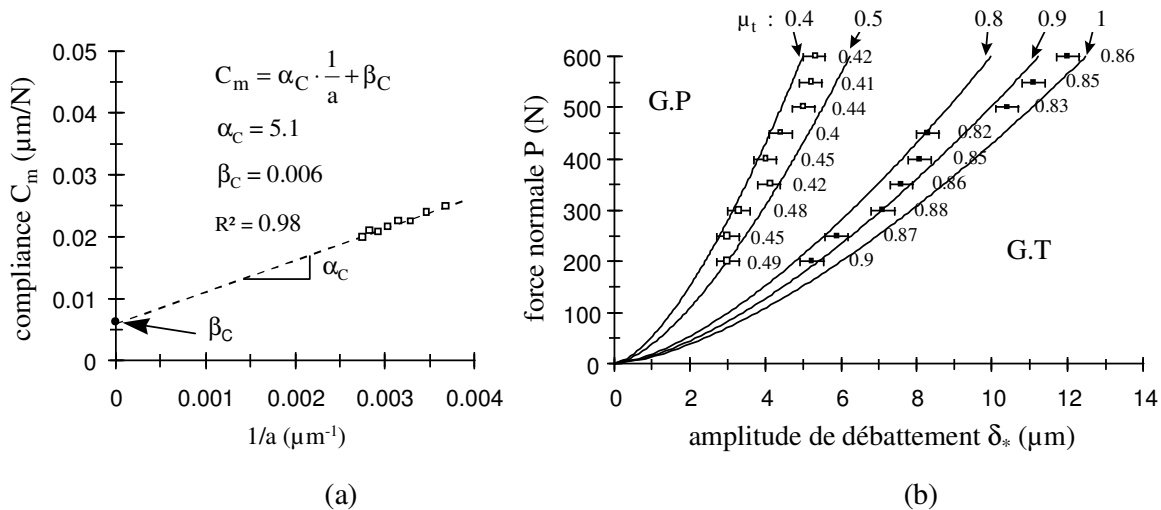 0.05
0.04
0.03
0.02
0.01
0
compliance Cₘ (µm/N)
Cₘ = α_C · 1/a + β_C
α_C = 5.1
β_C = 0.006
R² = 0.98
α_C
β_C
0 0.001 0.002 0.003 0.004
1/a (µm⁻¹)
(a)
µₜ : 0.4 0.5 0.8 0.9 1
600
500
400
300
200
100
0
force normale P (N)
G.P
G.T
0.42
0.41
0.44
0.4
0.45
0.42
0.48
0.45
0.49
0.86
0.85
0.83
0.82
0.85
0.86
0.88
0.87
0.9
0 2 4 6 8 10 12 14
amplitude de débattement δ* (µm)
(b)